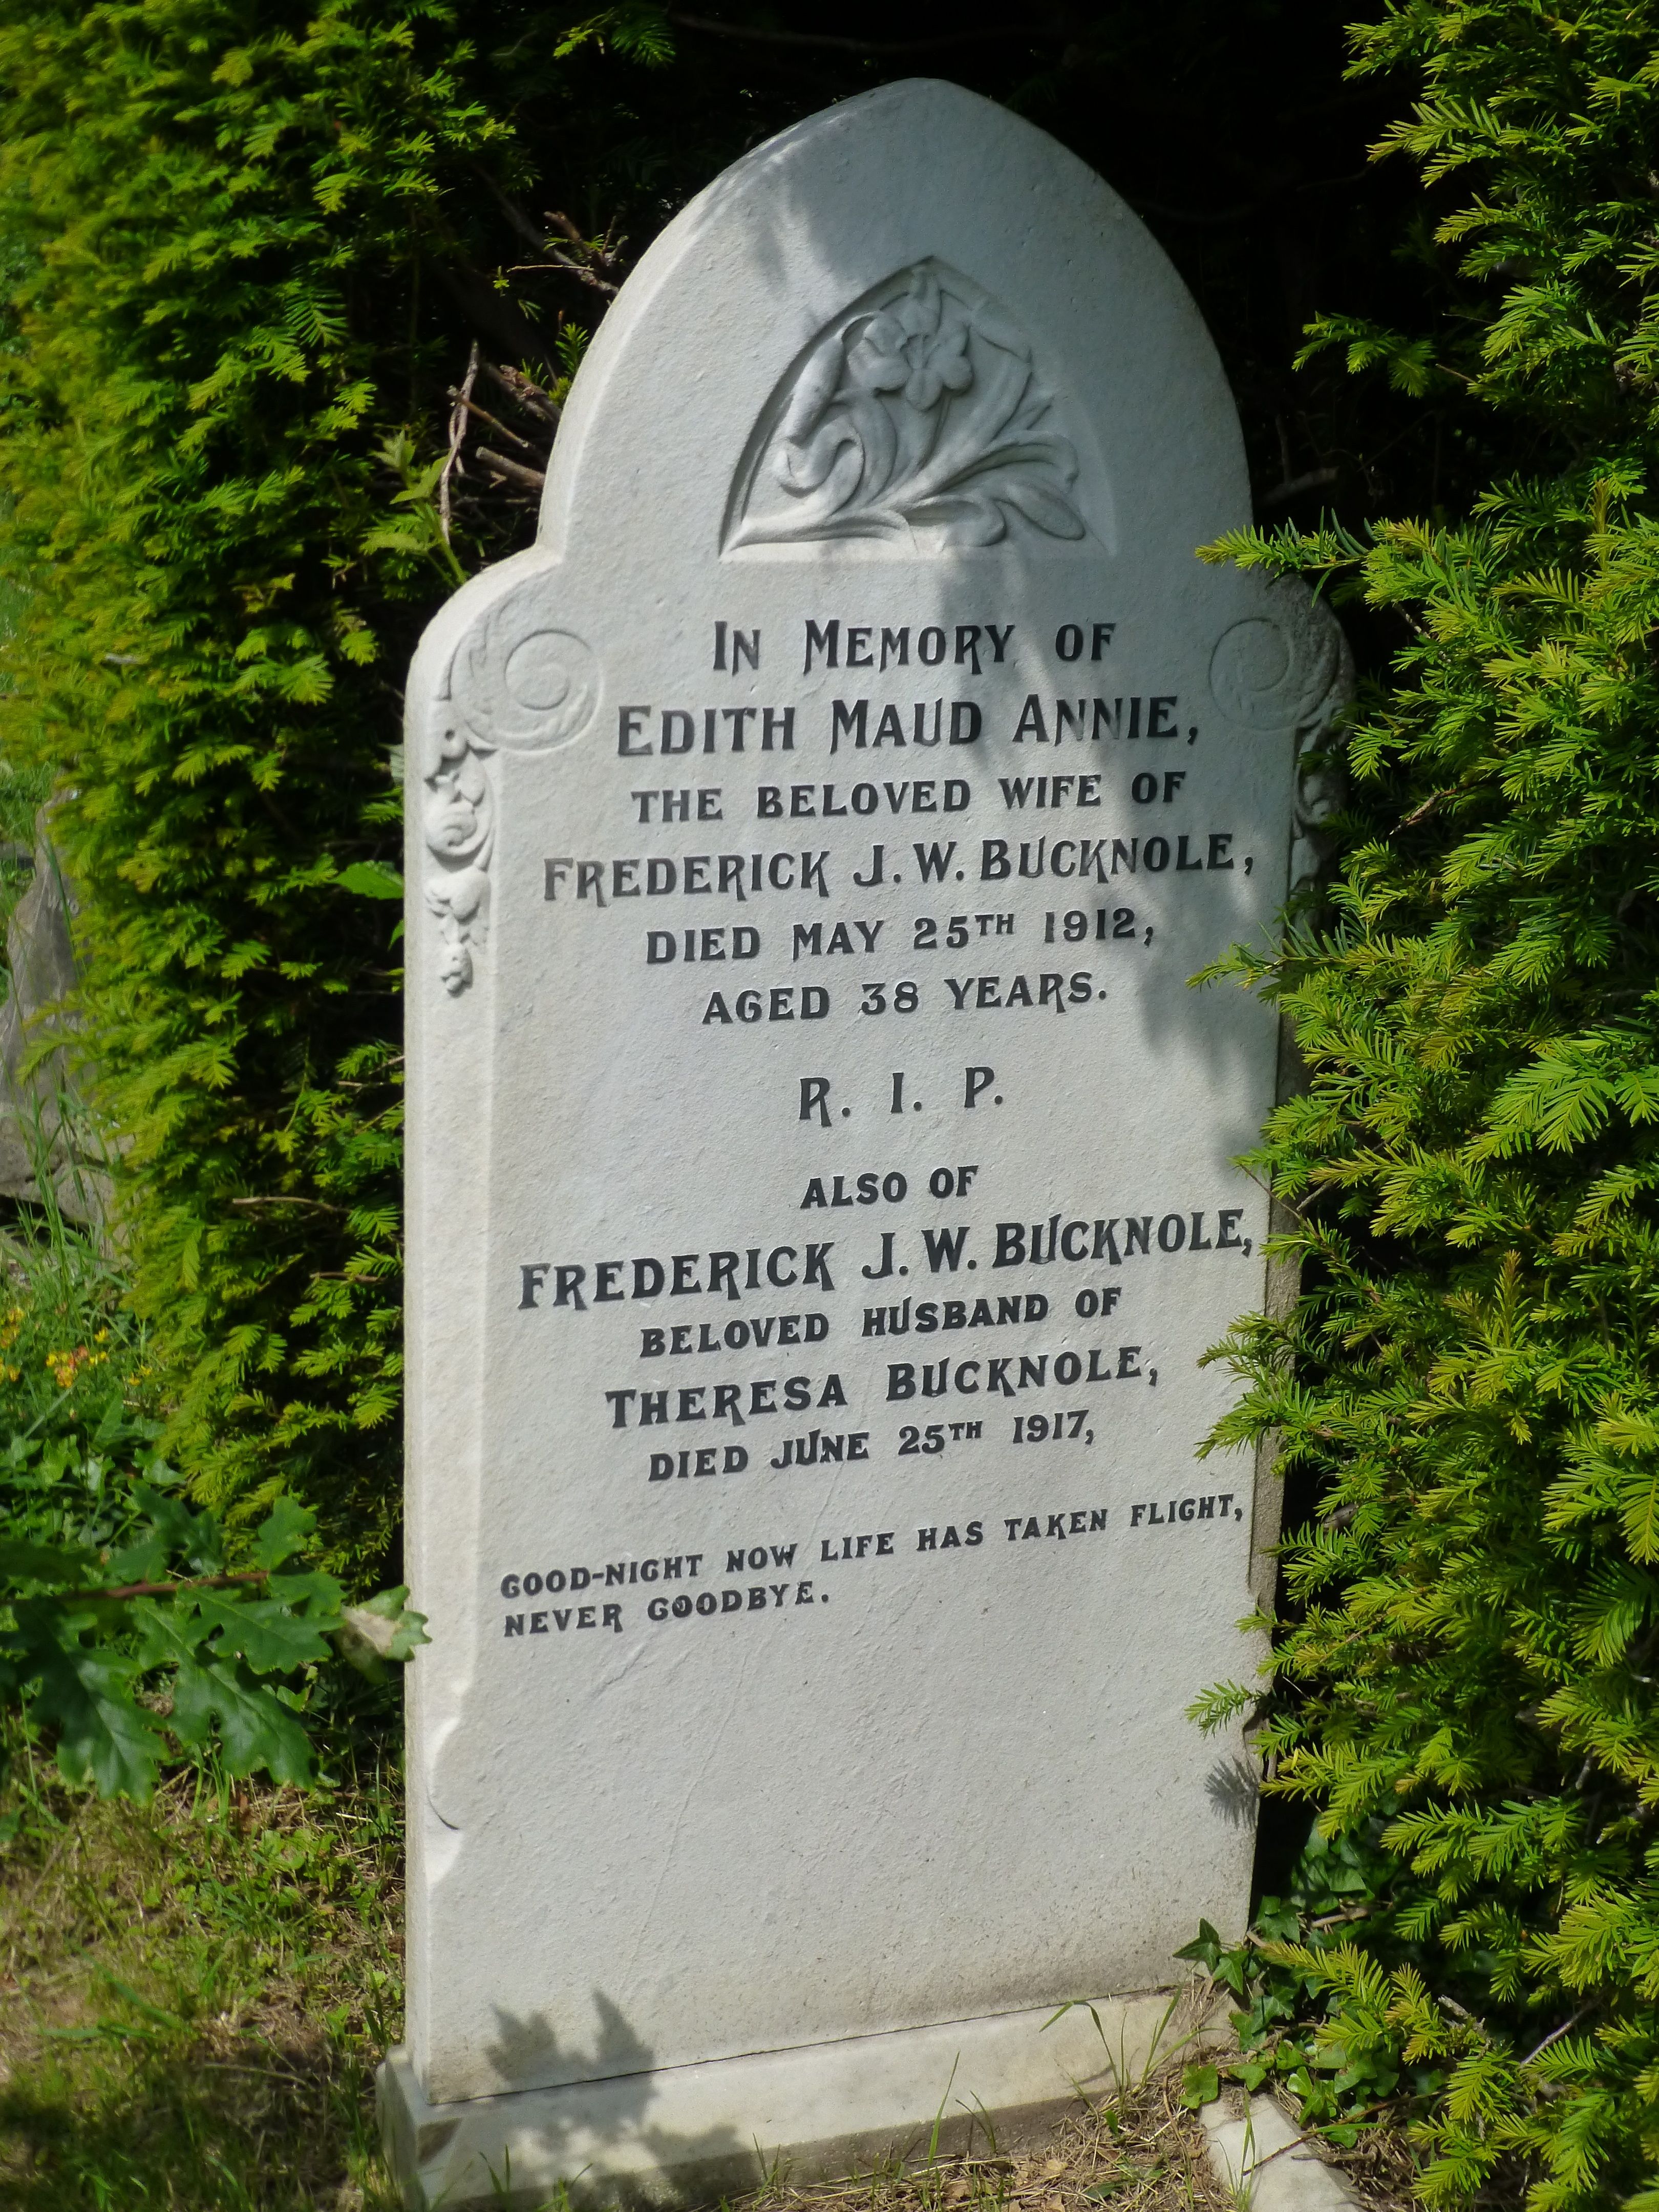 IN MEMORY OF
EDITH MAUD ANNIE,
THE BELOVED WIFE OF
FREDERICK J. W. BUCKNOLE,
DIED MAY 25TH 1912,
AGED 38 YEARS.
R. I. P.
ALSO OF
FREDERICK J. W. BUCKNOLE,
BELOVED HUSBAND OF
THERESA BUCKNOLE,
DIED JUNE 25TH 1917,
GOOD-NIGHT NOW LIFE HAS TAKEN FLIGHT,
NEVER GOODBYE.